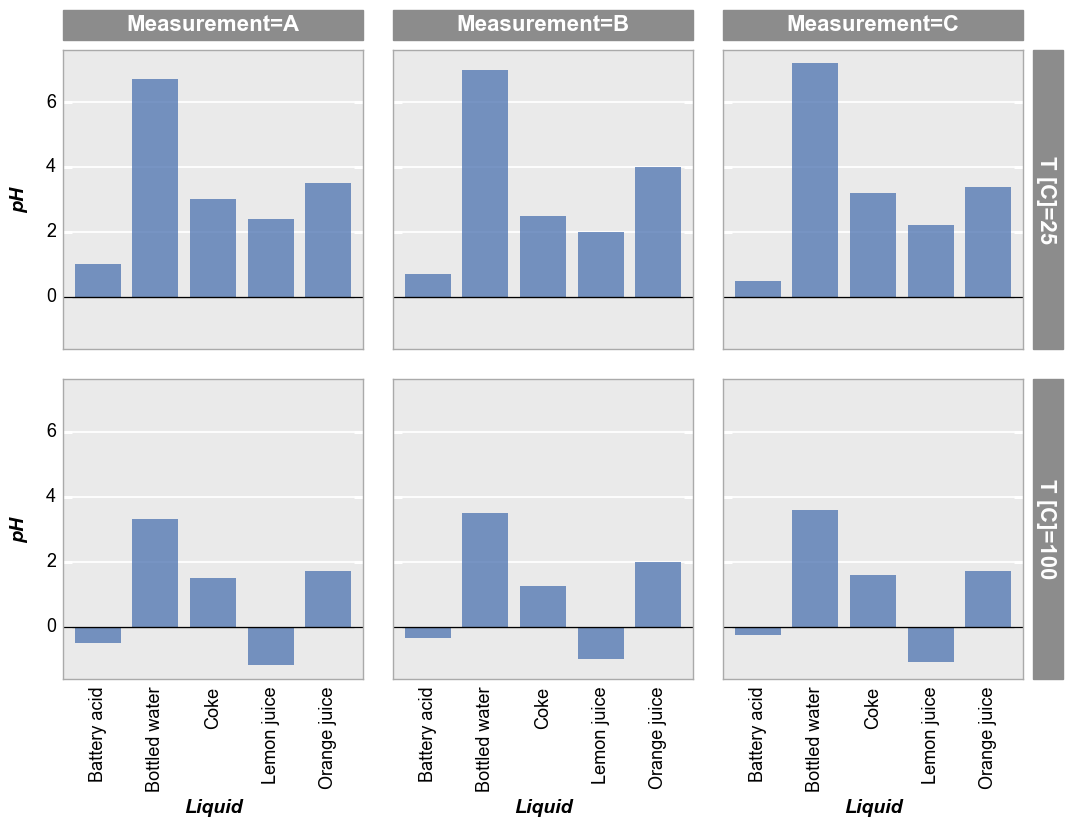 Measurement=A Measurement=B Measurement=C
6
4
2
0
pH
T [C]=25
6
4
2
0
pH
T [C]=100
Battery acid
Bottled water
Coke
Lemon juice
Orange juice
Battery acid
Bottled water
Coke
Lemon juice
Orange juice
Battery acid
Bottled water
Coke
Lemon juice
Orange juice
Liquid Liquid Liquid